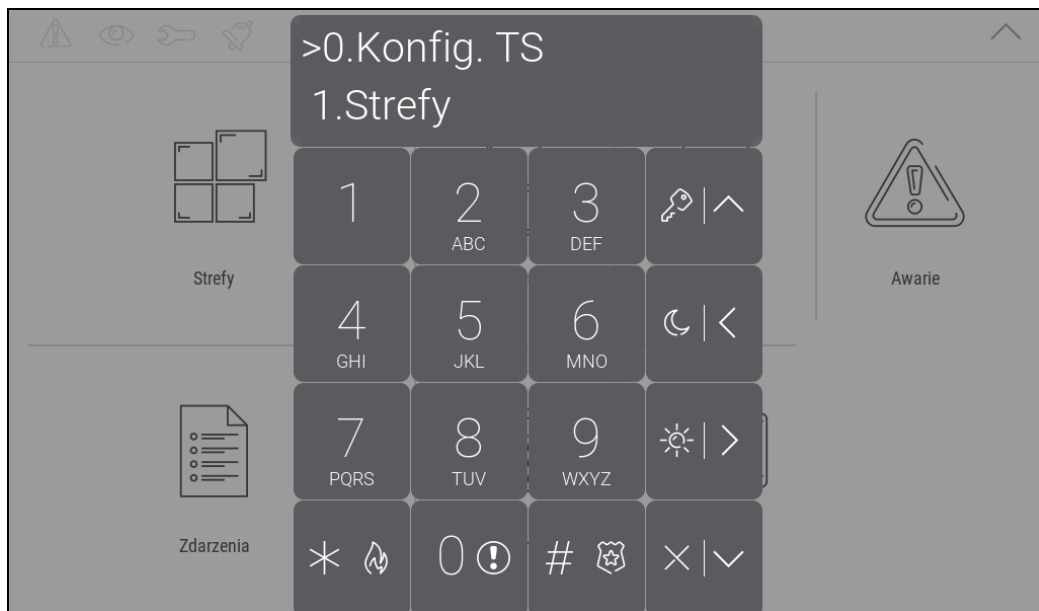 >0.Konfig. TS
1.Strefy
1
2
ABC
3
DEF
4
GHI
5
JKL
6
MNO
7
PQRS
8
TUV
9
WXYZ
*
0
#
Strefy
Awarie
Zdarzenia